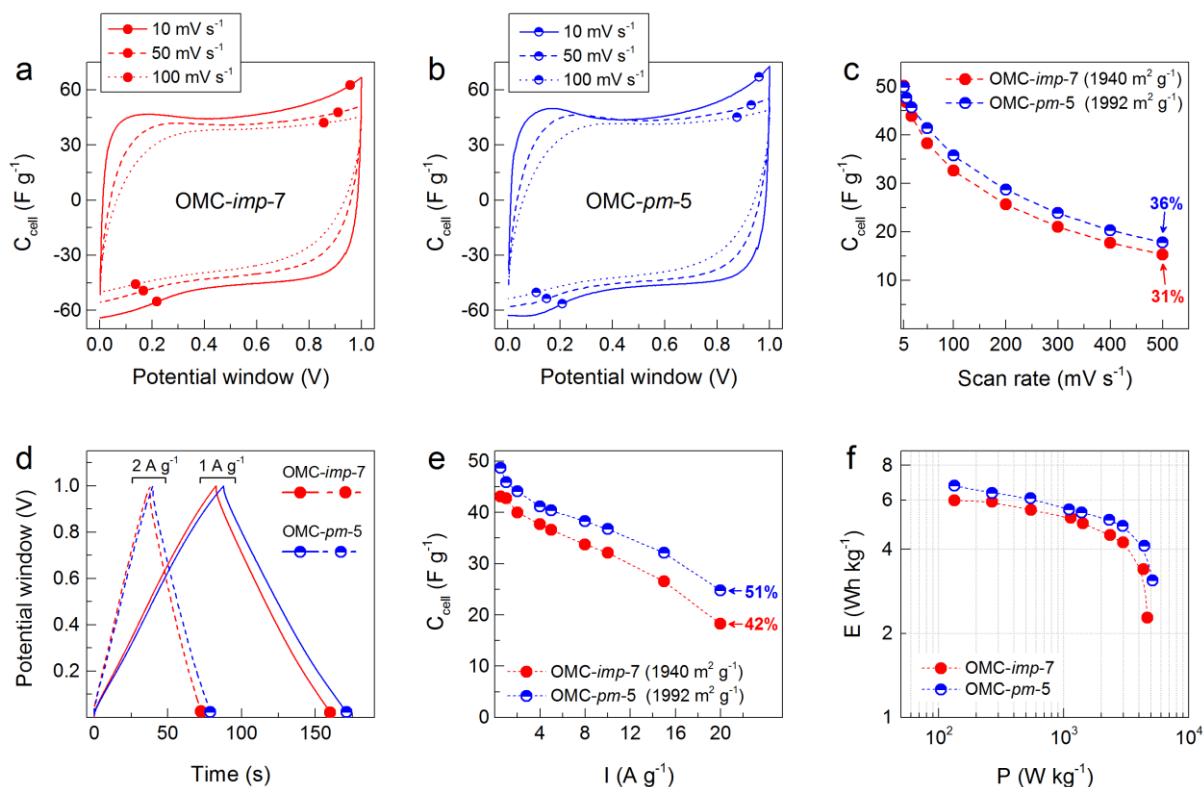 a
10 mV s⁻¹
50 mV s⁻¹
100 mV s⁻¹
60
30
0
-30
-60
C_cell (F g⁻¹)
OMC-imp-7
0.0 0.2 0.4 0.6 0.8 1.0
Potential window (V)
b
10 mV s⁻¹
50 mV s⁻¹
100 mV s⁻¹
60
30
0
-30
-60
C_cell (F g⁻¹)
OMC-pm-5
0.0 0.2 0.4 0.6 0.8 1.0
Potential window (V)
c
OMC-imp-7 (1940 m² g⁻¹)
OMC-pm-5 (1992 m² g⁻¹)
50
40
30
20
10
C_cell (F g⁻¹)
36%
31%
5 100 200 300 400 500
Scan rate (mV s⁻¹)
d
2 A g⁻¹ 1 A g⁻¹
OMC-imp-7
OMC-pm-5
1.0
0.8
0.6
0.4
0.2
Potential window (V)
0 50 100 150
Time (s)
e
50
40
30
20
10
0
C_cell (F g⁻¹)
51%
42%
OMC-imp-7 (1940 m² g⁻¹)
OMC-pm-5 (1992 m² g⁻¹)
4 8 12 16 20
I (A g⁻¹)
f
8
6
4
2
1
E (Wh kg⁻¹)
OMC-imp-7
OMC-pm-5
10² 10³ 10⁴
P (W kg⁻¹)